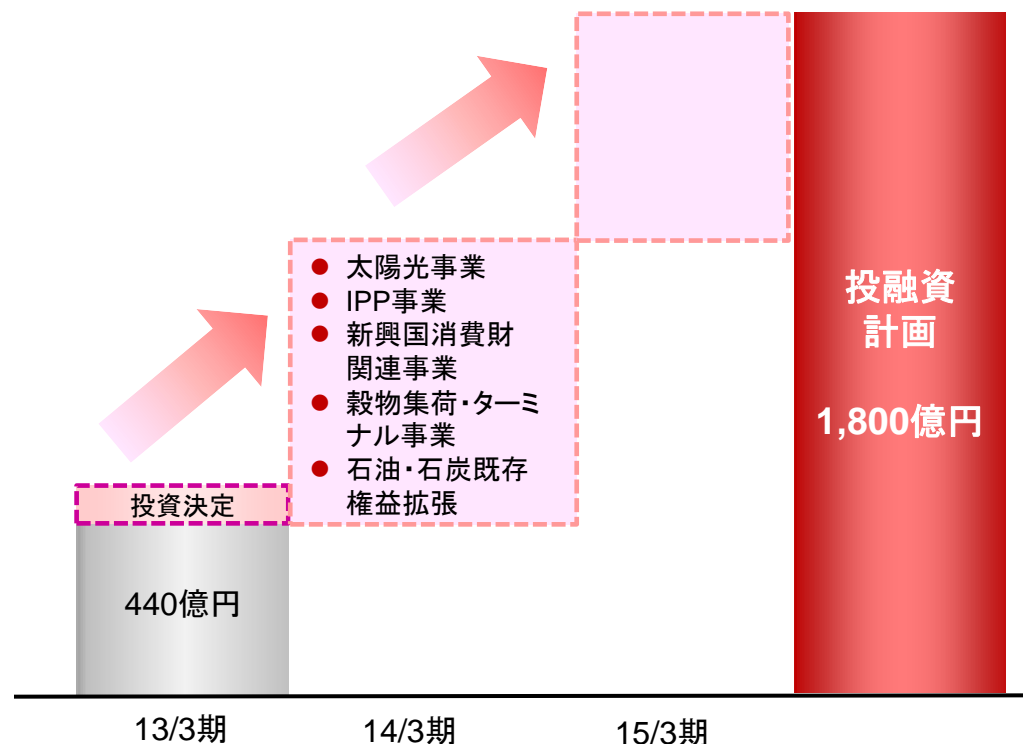 ● 太陽光事業
● IPP事業
● 新興国消費財
関連事業
● 穀物集荷・ターミ
ナル事業
● 石油・石炭既存
権益拡張
投資決定
440億円
投融資
計画
1,800億円
13/3期
14/3期
15/3期